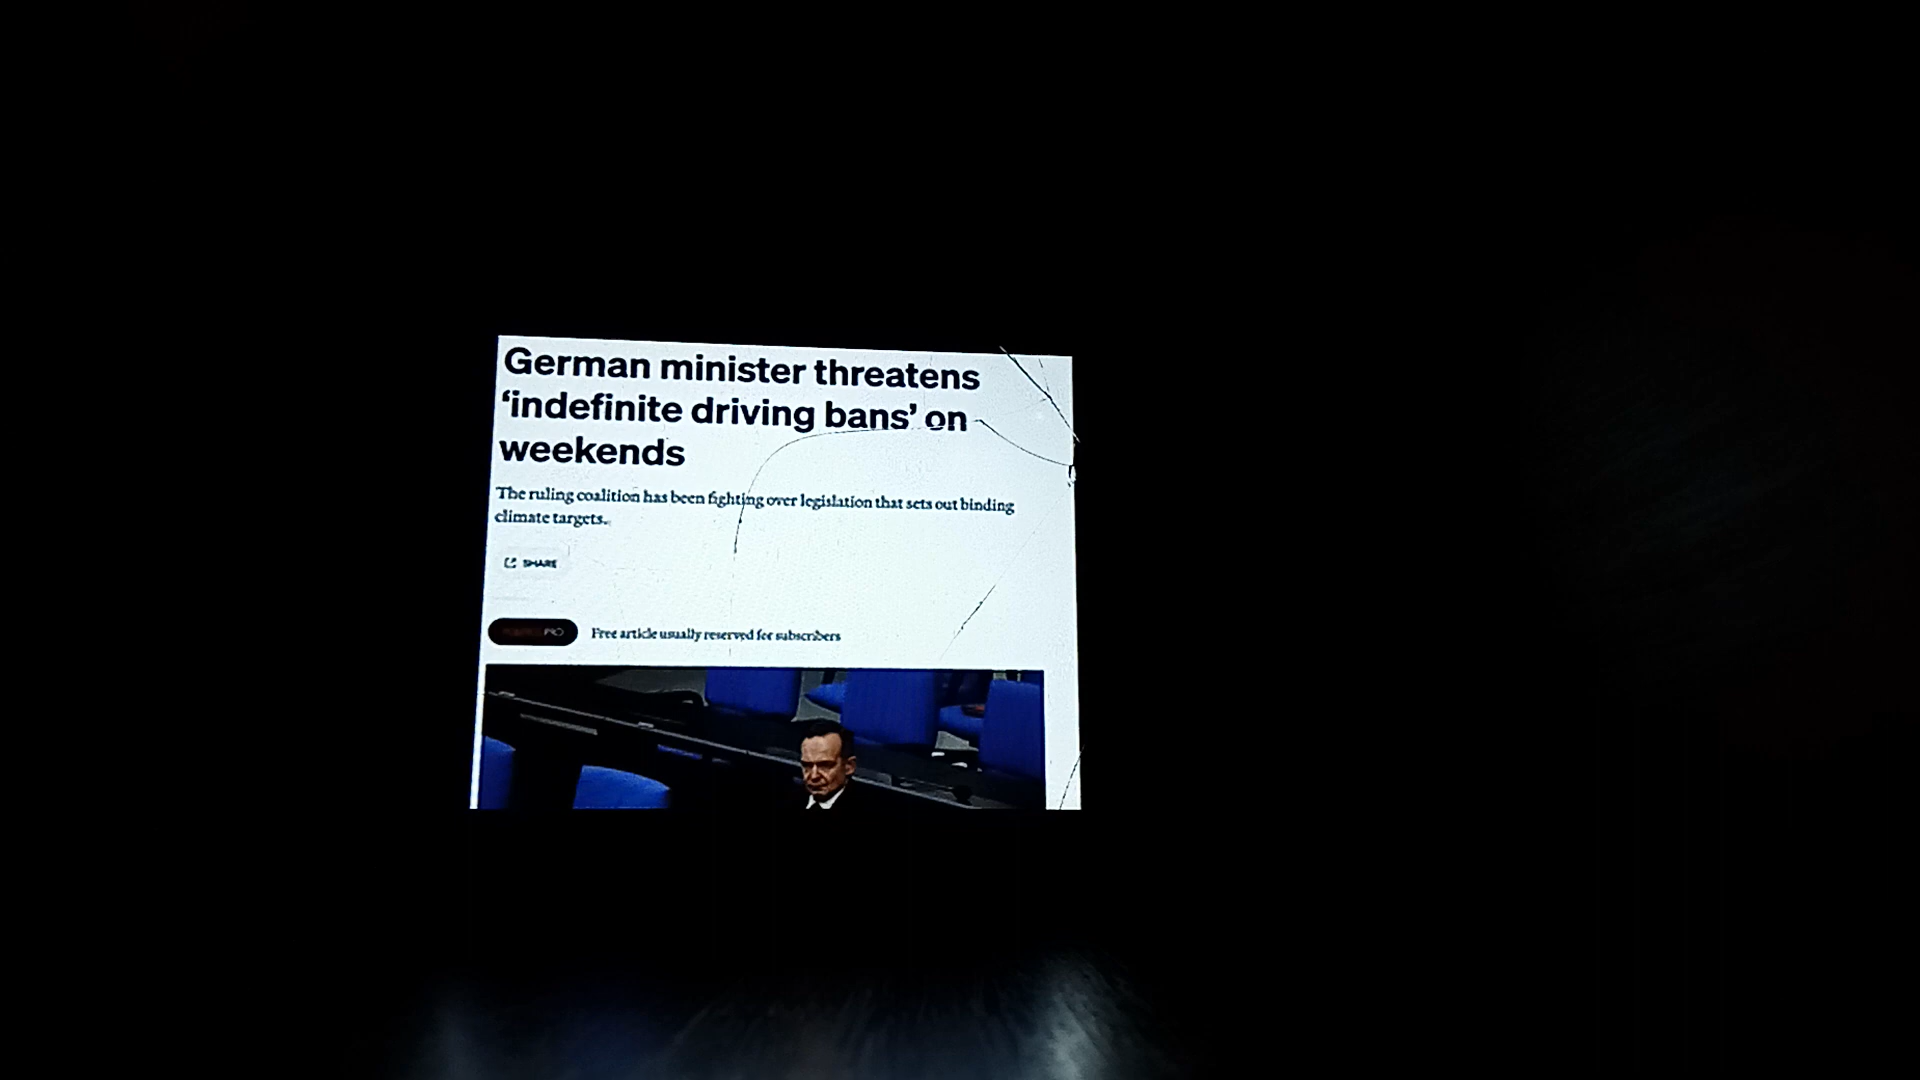 German minister threatens
‘indefinite driving bans’ on
weekends
The ruling coalition has been fighting over legislation that sets out binding
climate targets.
SHARE
PRO
Free article usually reserved for subscribers